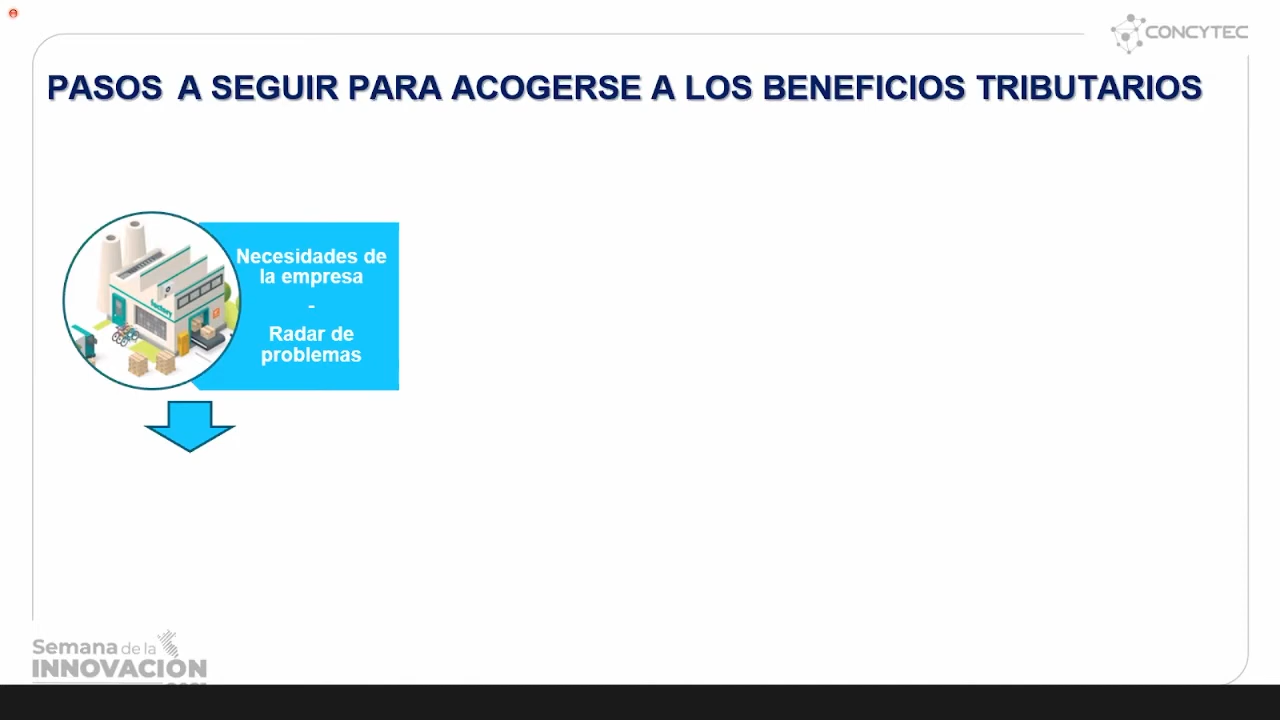 CONCYTEC
PASOS A SEGUIR PARA ACOGERSE A LOS BENEFICIOS TRIBUTARIOS
Necesidades de
la empresa
-
Radar de
problemas
factory
Semana de la
INNOVACIÓN